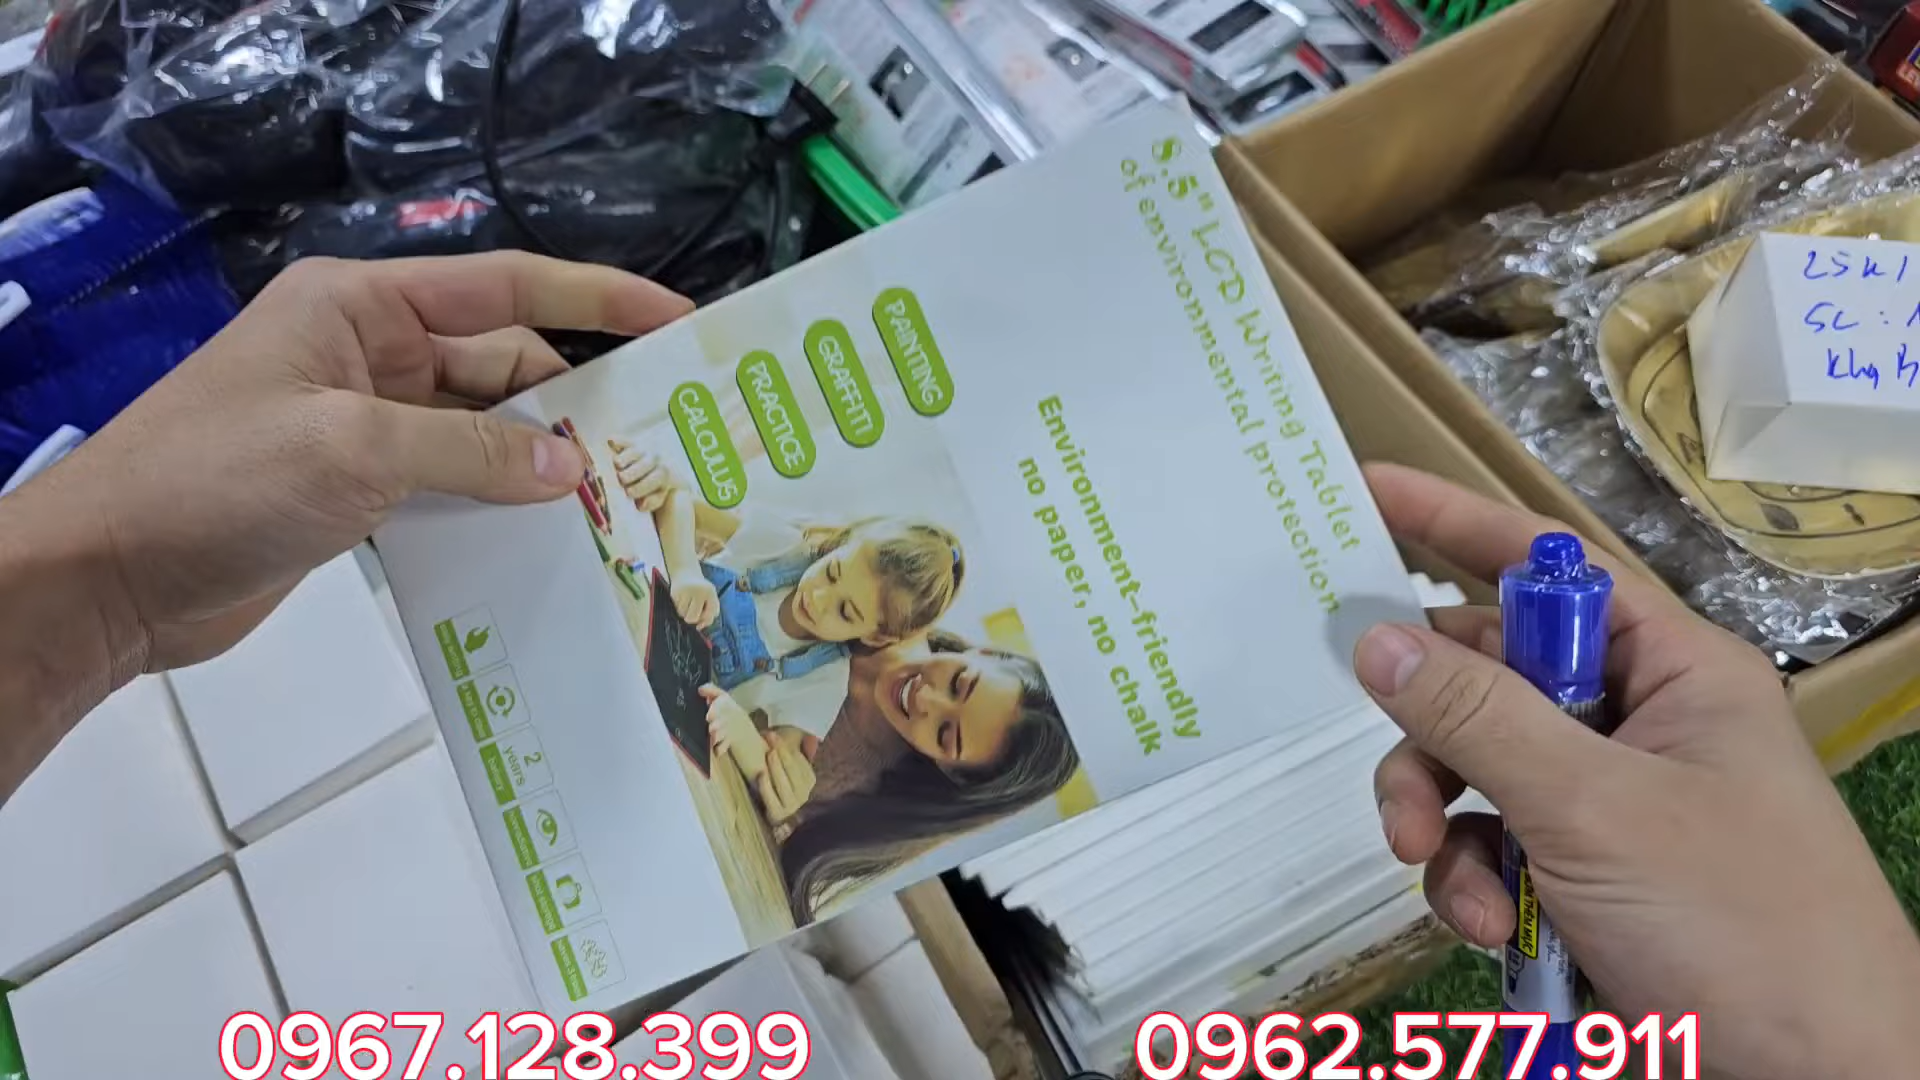 8.5" LCD Writing Tablet
of environmental protection
Environment-friendly
no paper, no chalk
PAINTING
GRAFFITI
PRACTICE
CALCULUS
2
years
battery
25k1
SL :
0967.128.399
0962.577.911